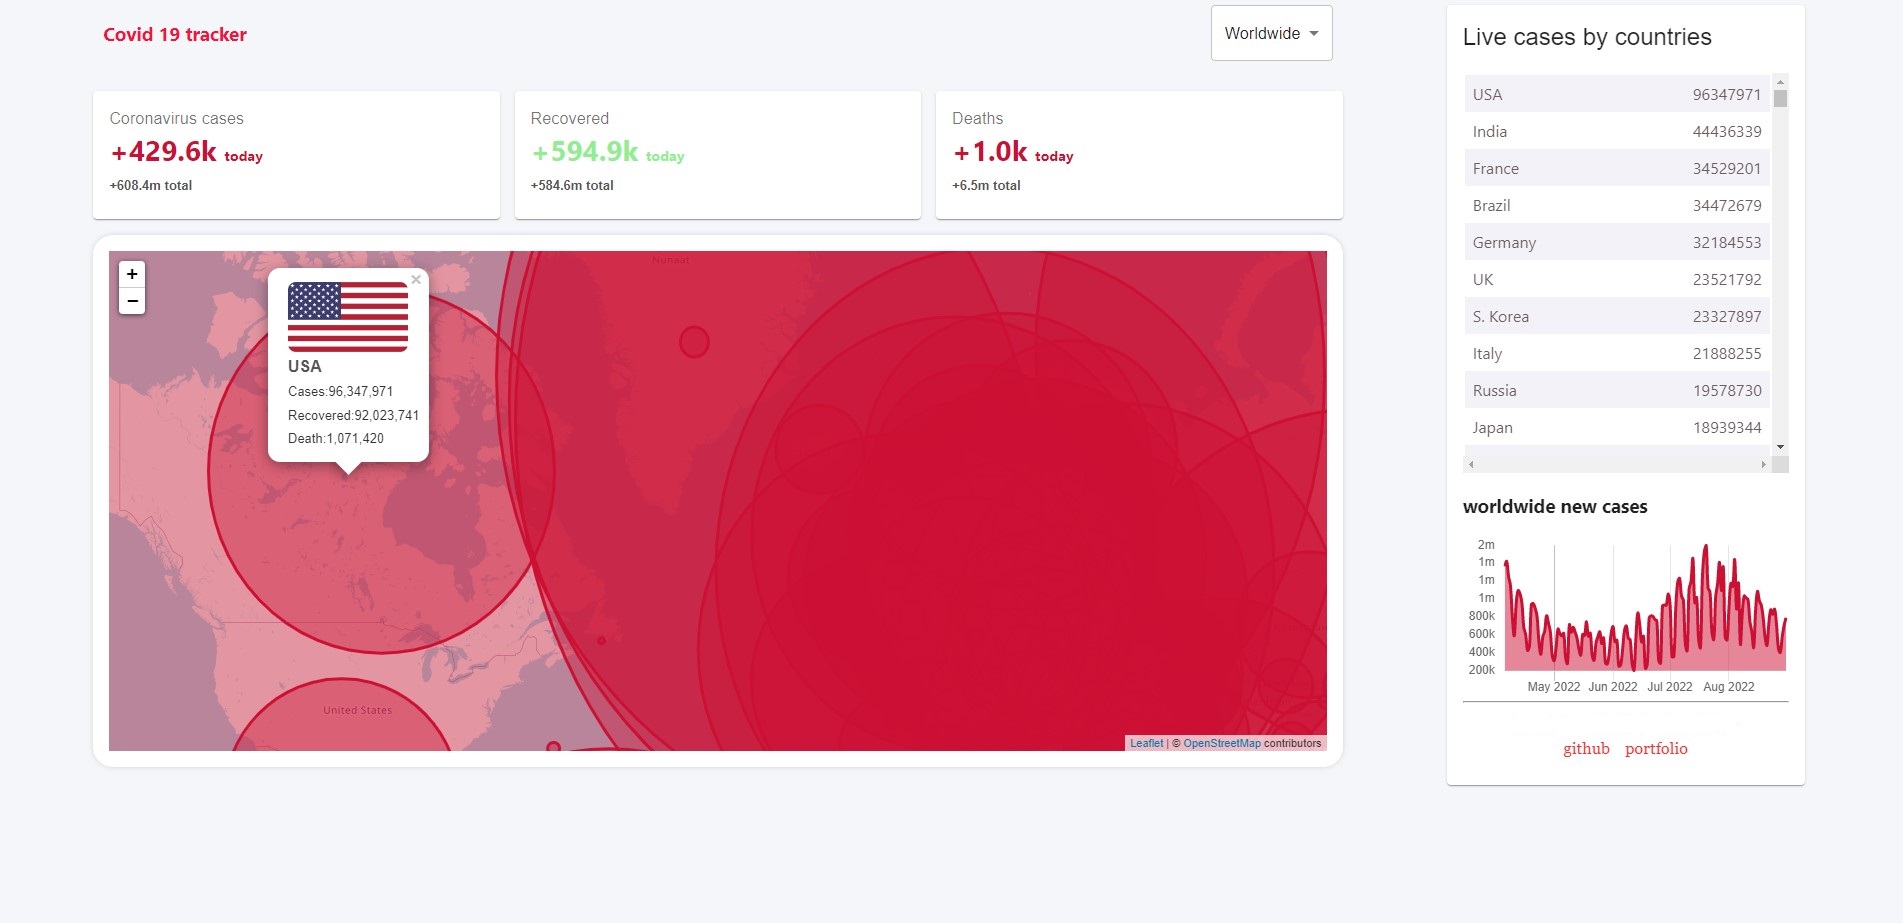 Covid 19 tracker
Worldwide
Coronavirus cases
+429.6k today
+608.4m total
Recovered
+594.9k today
+584.6m total
Deaths
+1.0k today
+6.5m total
+
−
×
USA
Cases:96,347,971
Recovered:92,023,741
Death:1,071,420
Nunaat
United States
Leaflet | © OpenStreetMap contributors
Live cases by countries
USA 96347971
India 44436339
France 34529201
Brazil 34472679
Germany 32184553
UK 23521792
S. Korea 23327897
Italy 21888255
Russia 19578730
Japan 18939344
worldwide new cases
2m
1m
1m
1m
800k
600k
400k
200k
May 2022 Jun 2022 Jul 2022 Aug 2022
github portfolio